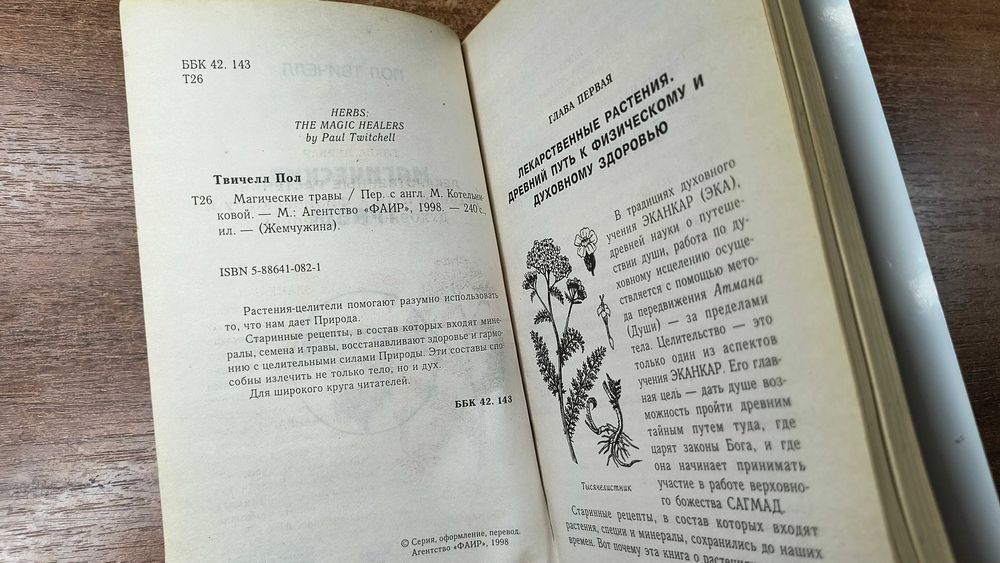 ББК 42. 143
Т26
HERBS:
THE MAGIC HEALERS
by Paul Twitchell
Твичелл Пол
Т26 Магические травы / Пер. с англ. М. Котельни-
ковой. — М.: Агентство «ФАИР», 1998. — 240 с.,
ил. — (Жемчужина).
ISBN 5-88641-082-1
Растения-целители помогают разумно использовать
то, что нам дает Природа.
Старинные рецепты, в состав которых входят мине-
ралы, семена и травы, восстанавливают здоровье и гармо-
нию с целительными силами Природы. Эти составы спо-
собны излечить не только тело, но и дух.
Для широкого круга читателей.
ББК 42. 143
© Серия, оформление, перевод.
Агентство «ФАИР», 1998
ГЛАВА ПЕРВАЯ
ЛЕКАРСТВЕННЫЕ РАСТЕНИЯ.
ДРЕВНИЙ ПУТЬ К ФИЗИЧЕСКОМУ И
ДУХОВНОМУ ЗДОРОВЬЮ
В традициях духовного
учения ЭКАНКАР (ЭКА),
древней науки о путеше-
ствии души, работа по ду-
ховному исцелению осуще-
ствляется с помощью мето-
да передвижения Атмана
(Души) — за пределами
тела. Целительство — это
только один из аспектов
учения ЭКАНКАР. Его глав-
ная цель — дать душе воз-
можность пройти древним
тайным путем туда, где
царят законы Бога, и где
она начинает принимать
участие в работе верховно-
го божества САГМАД.
Тысячелистник
Старинные рецепты, в состав которых входят
растения, специи и минералы, сохранились до наших
времен. Вот почему эта книга о